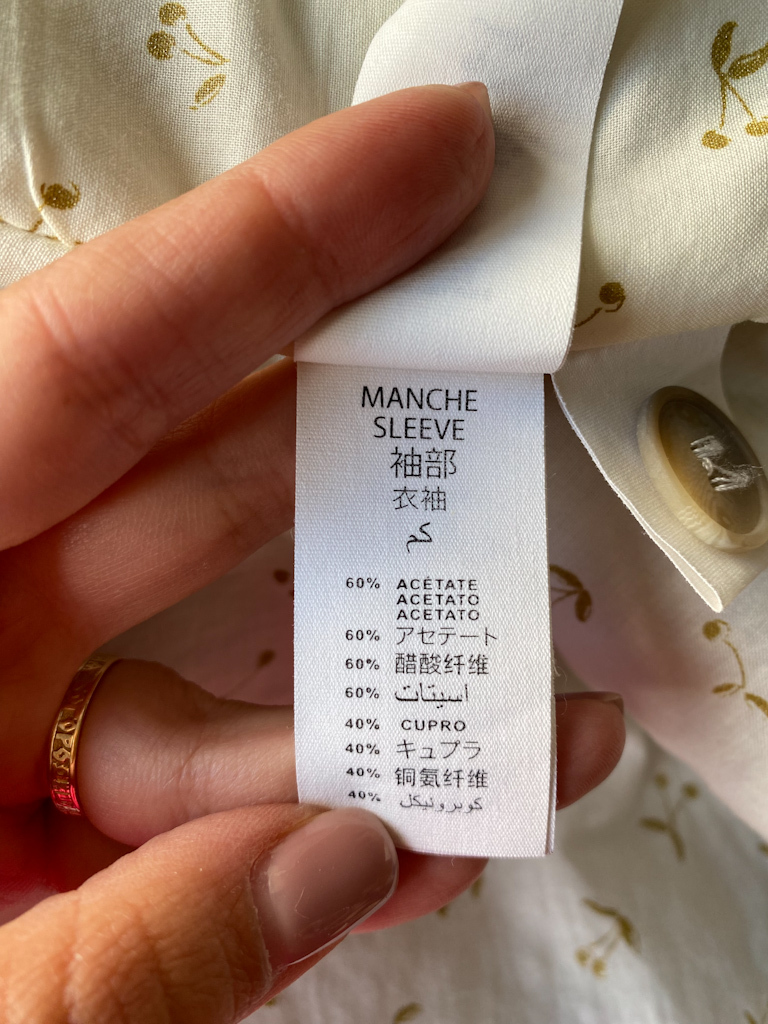 MANCHE
SLEEVE
袖部
衣袖
كم
60% ACÉTATE
ACETATO
ACETATO
60% アセテート
60% 醋酸纤维
60% اسيتات
40% CUPRO
40% キュプラ
40% 铜氨纤维
40% كوبرونيكل